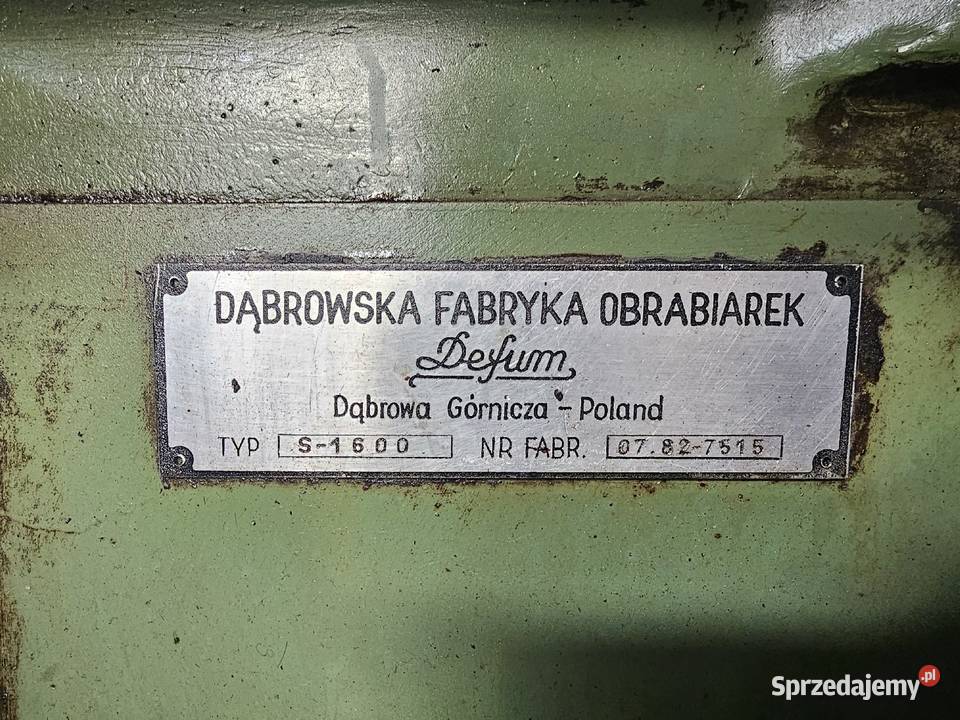 DĄBROWSKA FABRYKA OBRABIAREK
Defum
Dąbrowa Górnicza - Poland
TYP S-1600 NR FABR. 07.82-7515
Sprzedajemy.pl